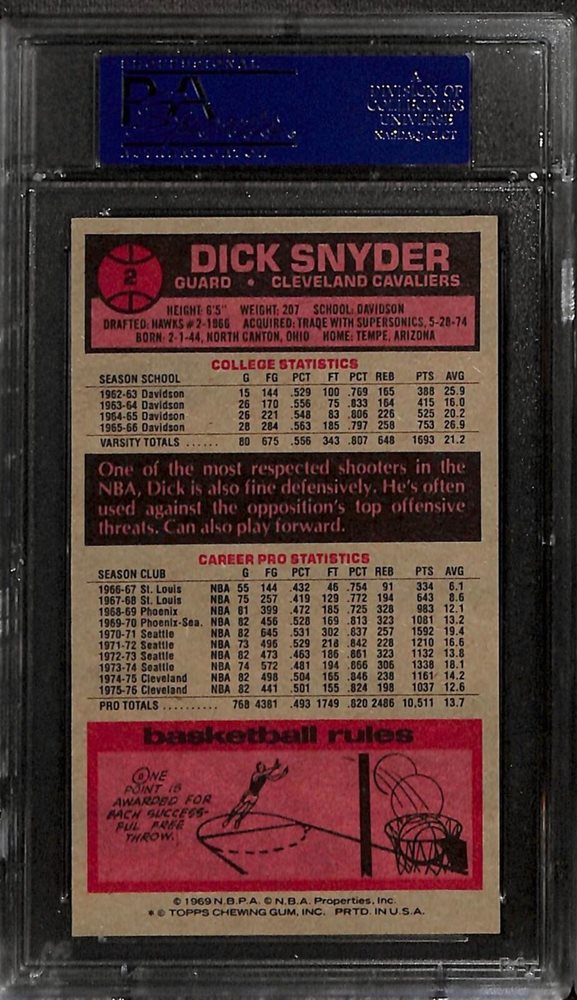 PROFESSIONAL
PSA
A
DIVISION OF
COLLECTORS
UNIVERSE
NASDAQ: CLCT
2
DICK SNYDER
GUARD • CLEVELAND CAVALIERS
HEIGHT: 6'5" WEIGHT: 207 SCHOOL: DAVIDSON
DRAFTED: HAWKS #2-1966 ACQUIRED: TRADE WITH SUPERSONICS, 5-28-74
BORN: 2-1-44, NORTH CANTON, OHIO HOME: TEMPE, ARIZONA
COLLEGE STATISTICS
SEASON SCHOOL G FG PCT FT PCT REB PTS AVG
1962-63 Davidson 15 144 .529 100 .769 165 388 25.9
1963-64 Davidson 26 170 .556 75 .833 164 415 16.0
1964-65 Davidson 26 221 .548 83 .806 226 525 20.2
1965-66 Davidson 28 284 .563 185 .797 258 753 26.9
VARSITY TOTALS ...... 80 675 .556 343 .807 648 1693 21.2
One of the most respected shooters in the
NBA, Dick is also fine defensively. He's often
used against the opposition's top offensive
threats. Can also play forward.
CAREER PRO STATISTICS
SEASON CLUB G FG PCT FT PCT REB PTS AVG
1966-67 St. Louis NBA 55 144 .432 46 .754 91 334 6.1
1967-68 St. Louis NBA 75 257 .419 129 .772 194 643 8.6
1968-69 Phoenix NBA 81 399 .472 185 .725 328 983 12.1
1969-70 Phoenix-Sea. NBA 82 456 .528 169 .813 323 1081 13.2
1970-71 Seattle NBA 82 645 .531 302 .837 257 1592 19.4
1971-72 Seattle NBA 73 496 .529 218 .842 228 1210 16.6
1972-73 Seattle NBA 82 473 .463 186 .861 323 1132 13.8
1973-74 Seattle NBA 74 572 .481 194 .866 306 1338 18.1
1974-75 Cleveland NBA 82 498 .504 165 .846 238 1161 14.2
1975-76 Cleveland NBA 82 441 .501 155 .824 198 1037 12.6
PRO TOTALS .......... 768 4381 .493 1749 .820 2486 10,511 13.7
basketball rules
ONE
POINT IS
AWARDED FOR
EACH SUCCESS-
FUL FREE
THROW.
© 1969 N.B.P.A. © N.B.A. Properties, Inc.
* © TOPPS CHEWING GUM, INC. PRTD. IN U.S.A.